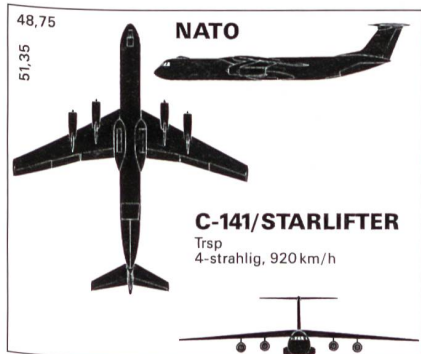 48,75
51,35
NATO
C-141/STARLIFTER
Trsp
4-strahlig, 920 km/h